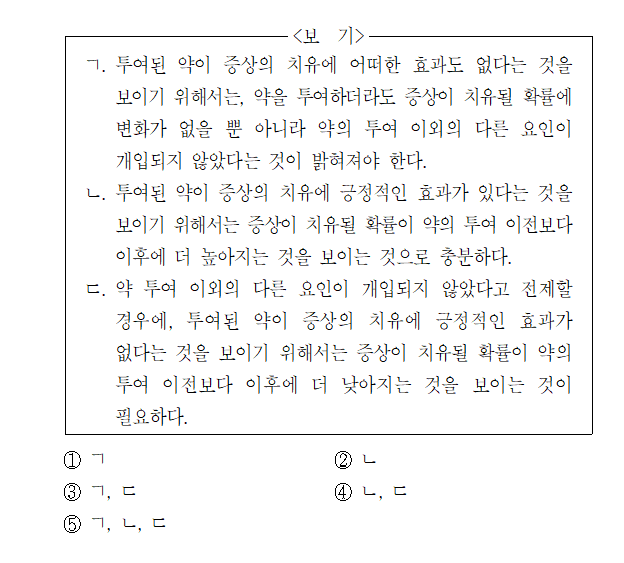 <보 기>
ㄱ. 투여된 약이 증상의 치유에 어떠한 효과도 없다는 것을
보이기 위해서는, 약을 투여하더라도 증상이 치유될 확률에
변화가 없을 뿐 아니라 약의 투여 이외의 다른 요인이
개입되지 않았다는 것이 밝혀져야 한다.
ㄴ. 투여된 약이 증상의 치유에 긍정적인 효과가 있다는 것을
보이기 위해서는 증상이 치유될 확률이 약의 투여 이전보다
이후에 더 높아지는 것을 보이는 것으로 충분하다.
ㄷ. 약 투여 이외의 다른 요인이 개입되지 않았다고 전제할
경우에, 투여된 약이 증상의 치유에 긍정적인 효과가
없다는 것을 보이기 위해서는 증상이 치유될 확률이 약의
투여 이전보다 이후에 더 낮아지는 것을 보이는 것이
필요하다.
① ㄱ ② ㄴ
③ ㄱ, ㄷ ④ ㄴ, ㄷ
⑤ ㄱ, ㄴ, ㄷ